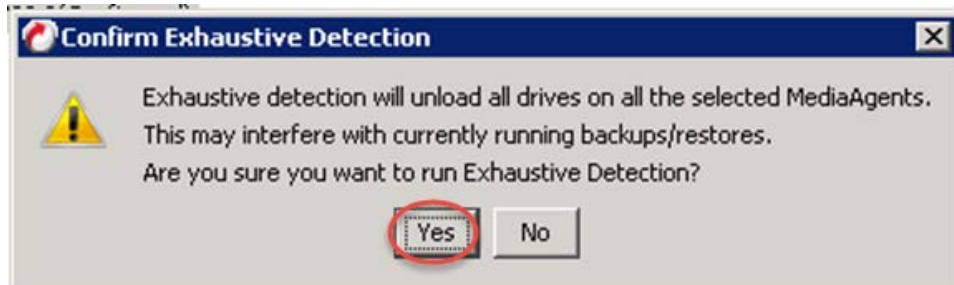 Confirm Exhaustive Detection
Exhaustive detection will unload all drives on all the selected MediaAgents.
This may interfere with currently running backups/restores.
Are you sure you want to run Exhaustive Detection?
Yes No